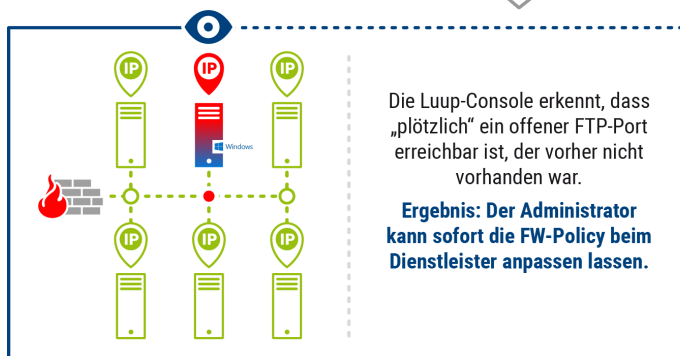 IP
IP
IP
Windows
IP
IP
IP
Die Luup-Console erkennt, dass
„plötzlich“ ein offener FTP-Port
erreichbar ist, der vorher nicht
vorhanden war.
Ergebnis: Der Administrator
kann sofort die FW-Policy beim
Dienstleister anpassen lassen.